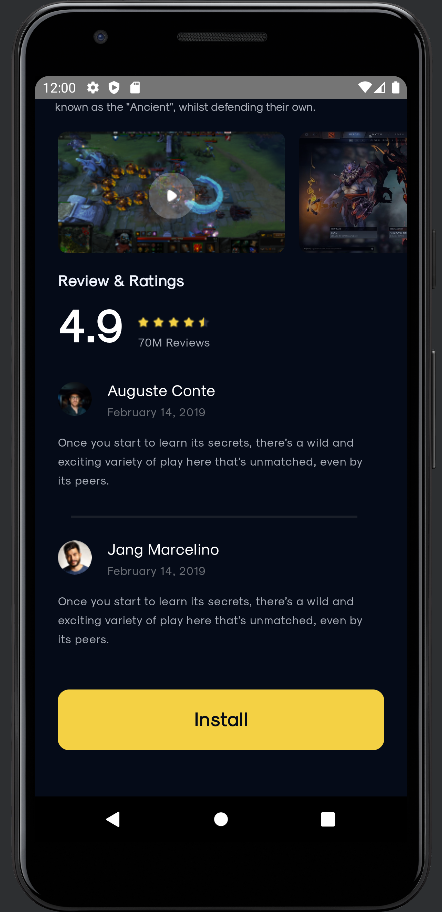 12:00
known as the "Ancient", whilst defending their own.
Review & Ratings
4.9
70M Reviews
Auguste Conte
February 14, 2019
Once you start to learn its secrets, there's a wild and
exciting variety of play here that's unmatched, even by
its peers.
Jang Marcelino
February 14, 2019
Once you start to learn its secrets, there's a wild and
exciting variety of play here that's unmatched, even by
its peers.
Install